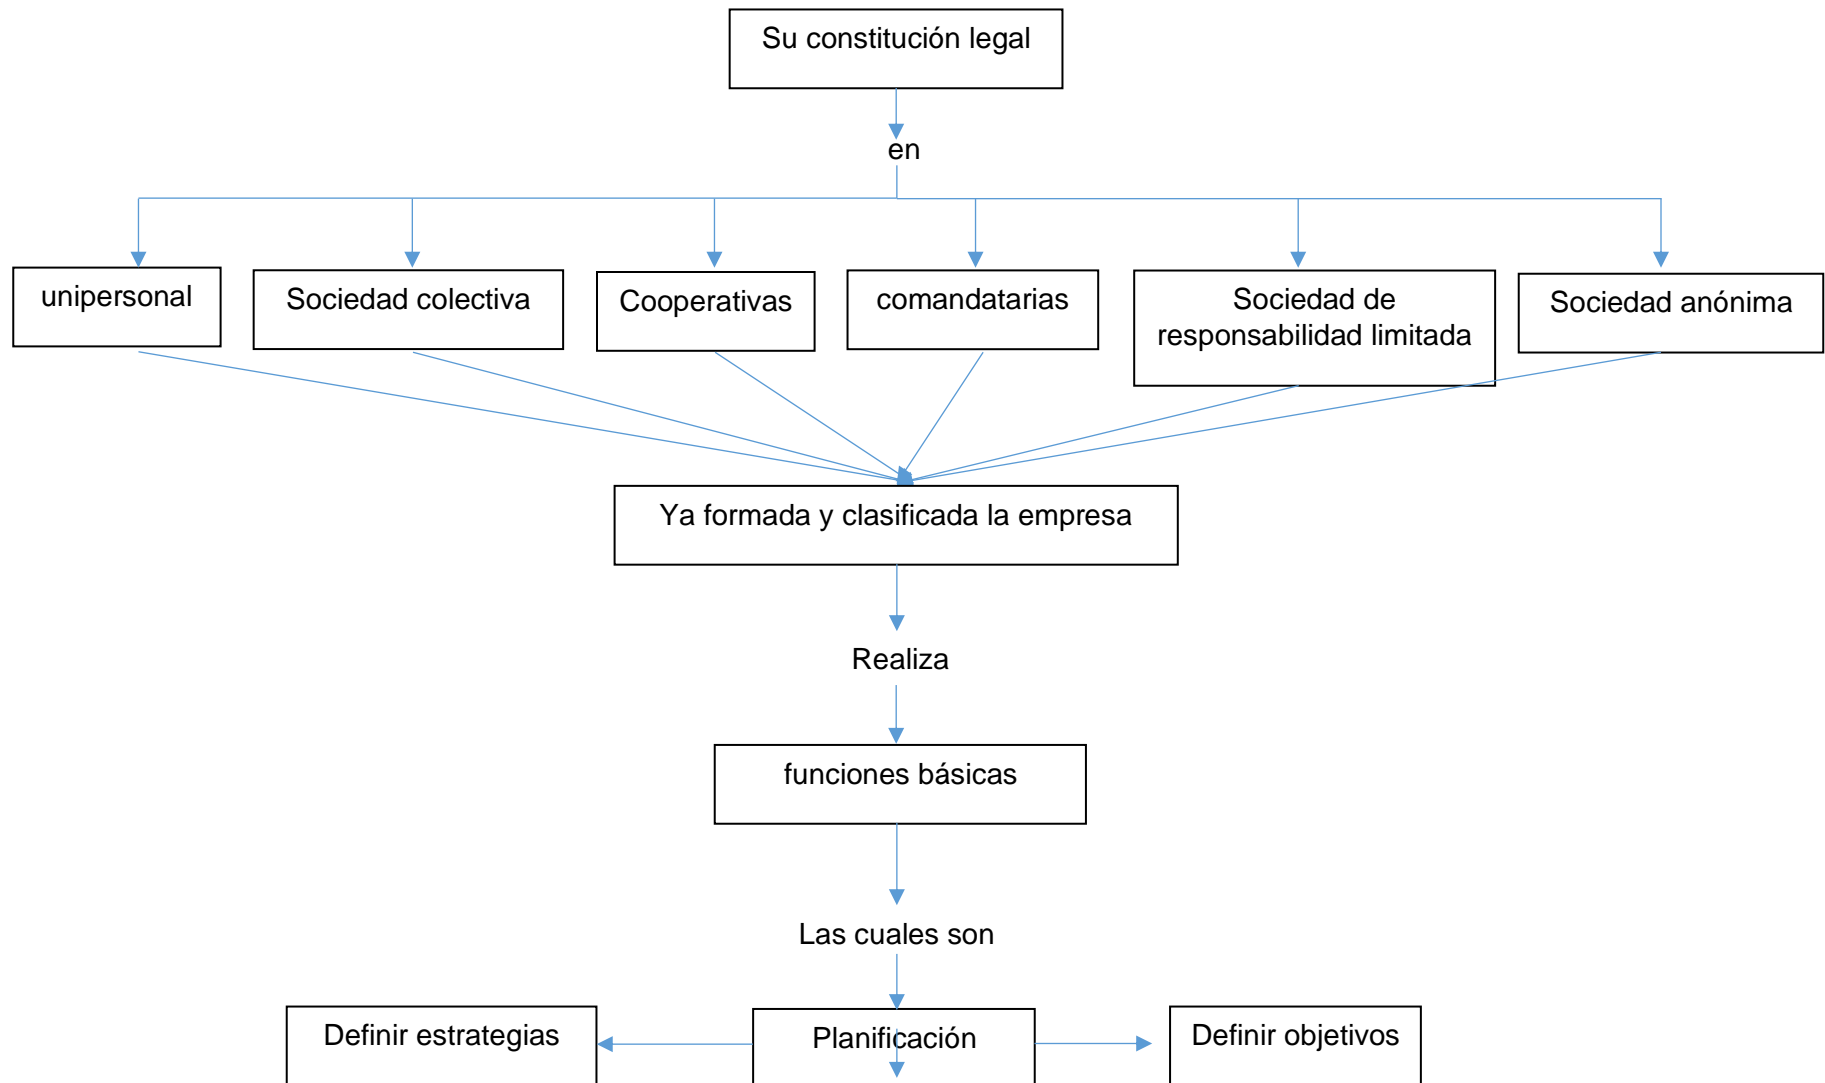 Su constitución legal
en
unipersonal
Sociedad colectiva
Cooperativas
comandatarias
Sociedad de
responsabilidad limitada
Sociedad anónima
Ya formada y clasificada la empresa
Realiza
funciones básicas
Las cuales son
Definir estrategias
Planificación
Definir objetivos